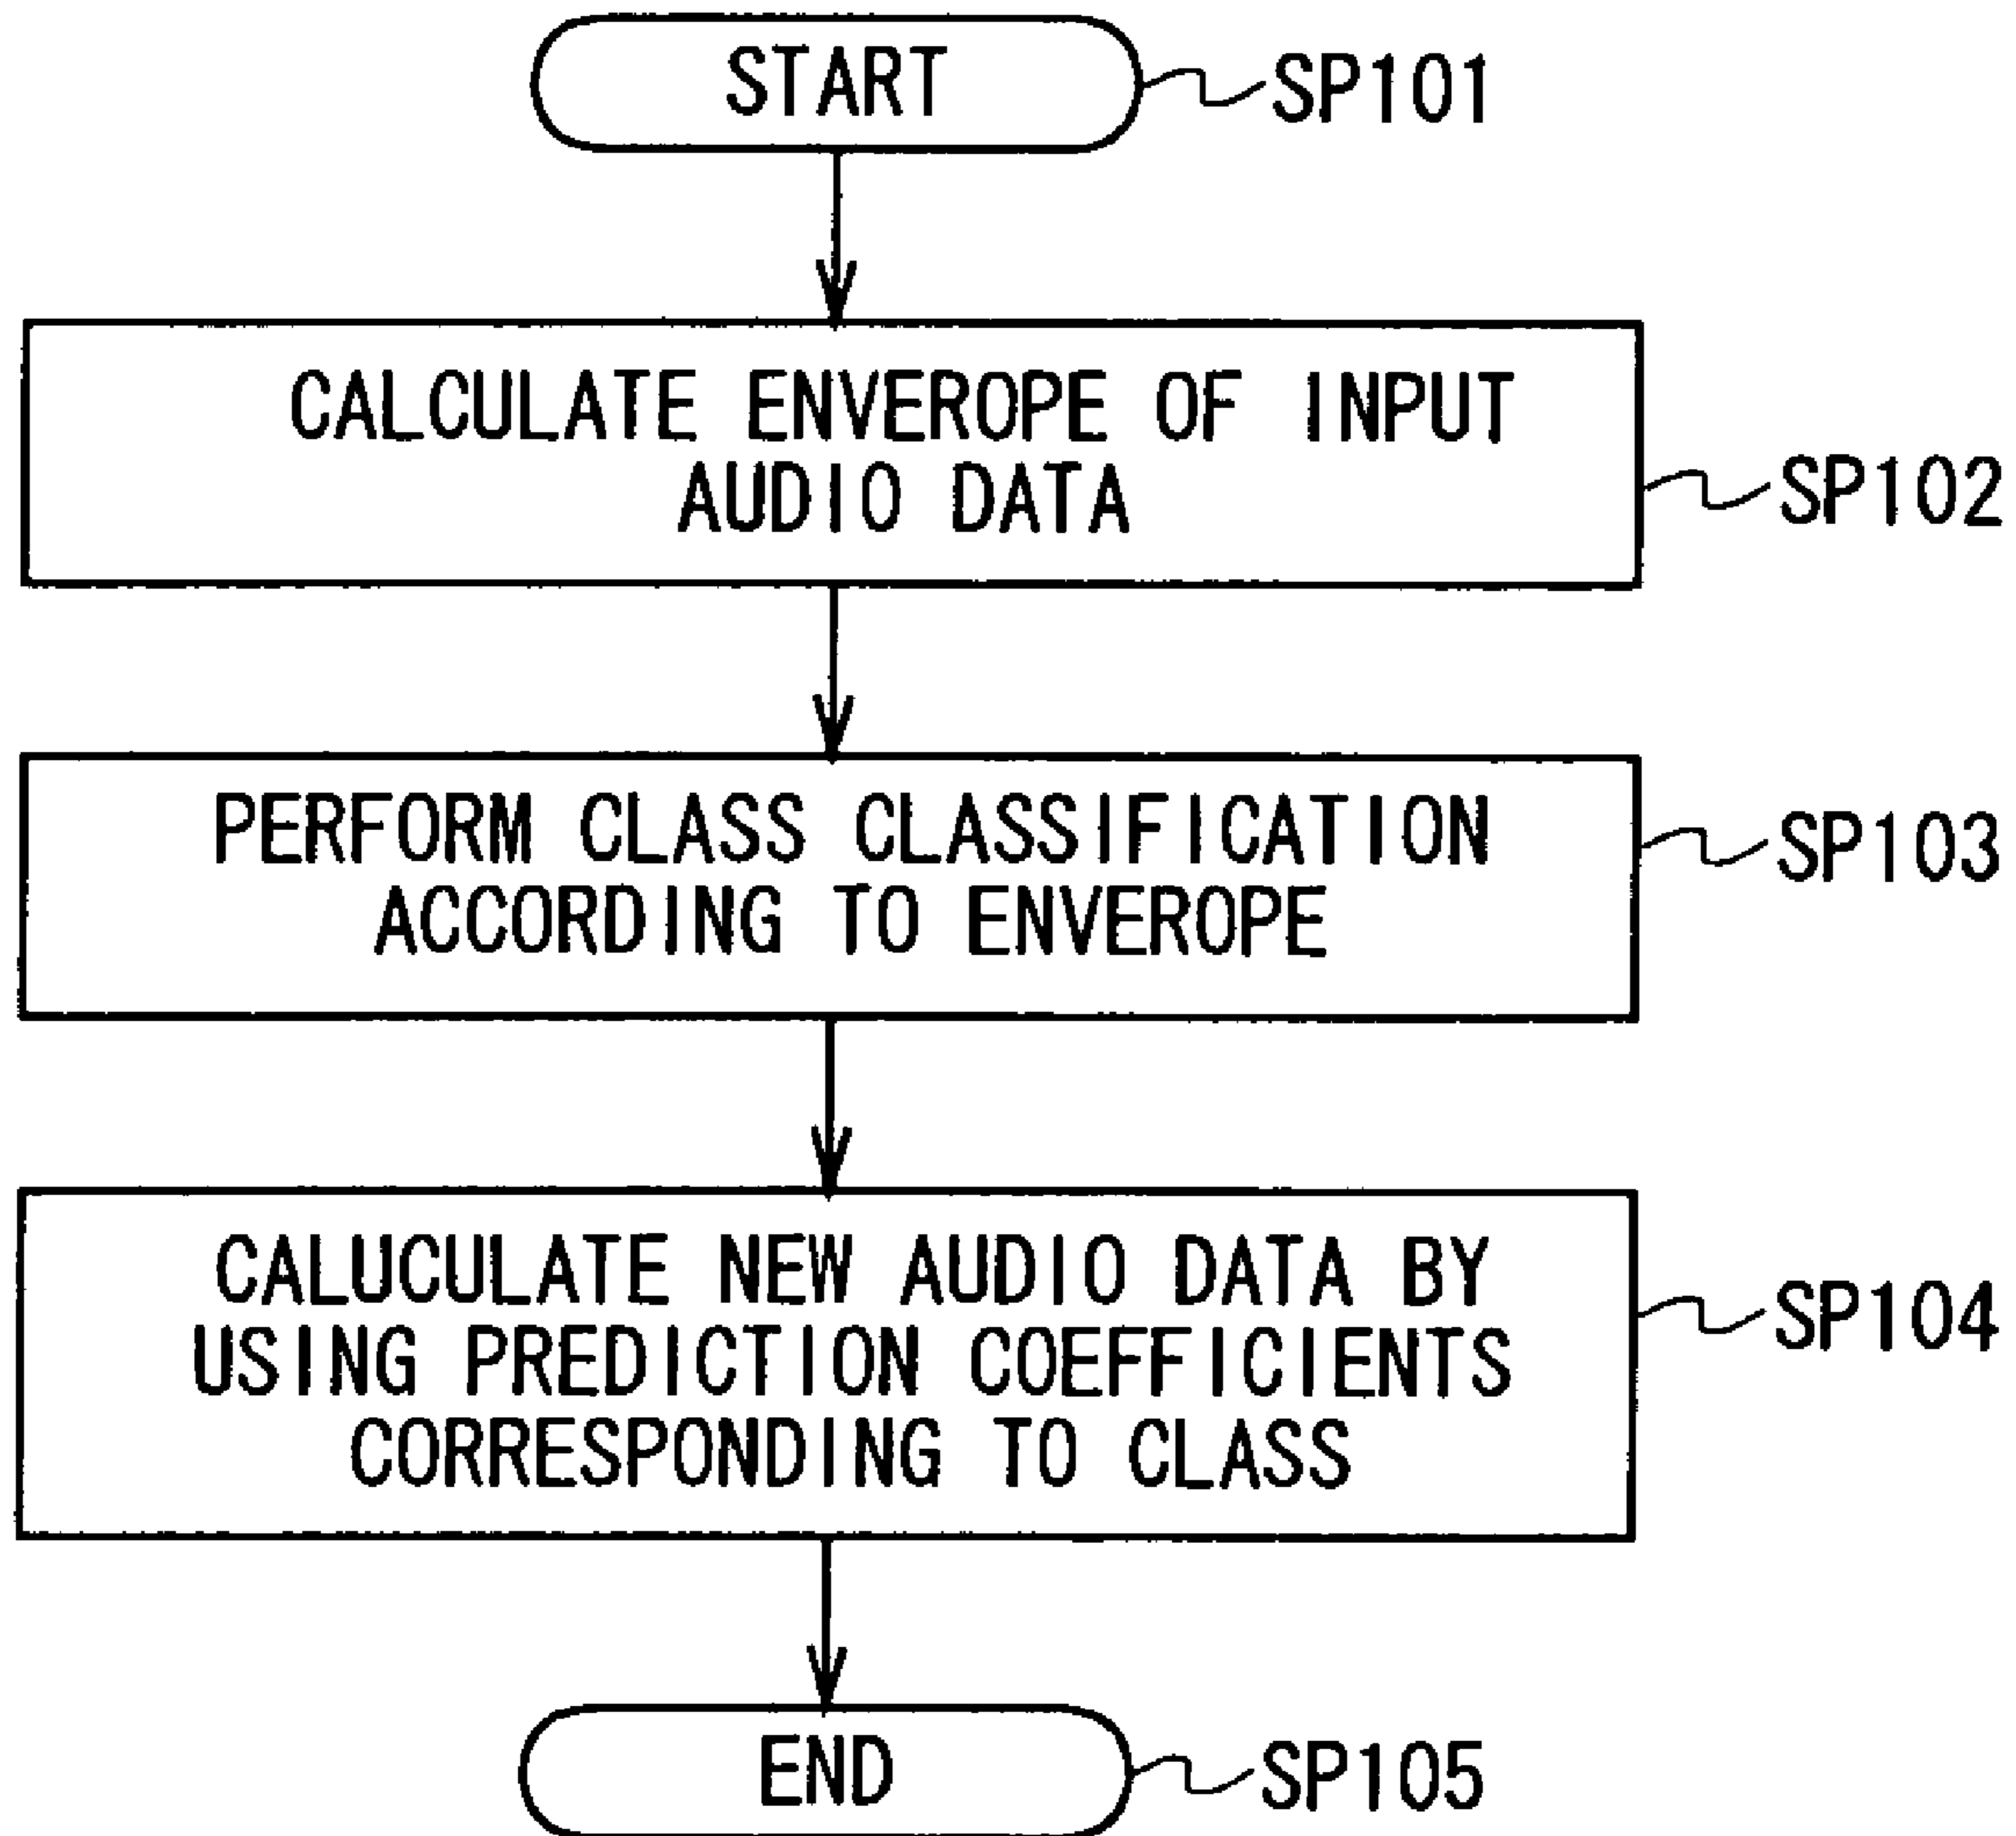 START
SP101
CALCULATE ENVEROPE OF INPUT
AUDIO DATA
SP102
PERFORM CLASS CLASSIFICATION
ACCORDING TO ENVEROPE
SP103
CALUCULATE NEW AUDIO DATA BY
USING PREDICTION COEFFICIENTS
CORRESPONDING TO CLASS
SP104
END
SP105